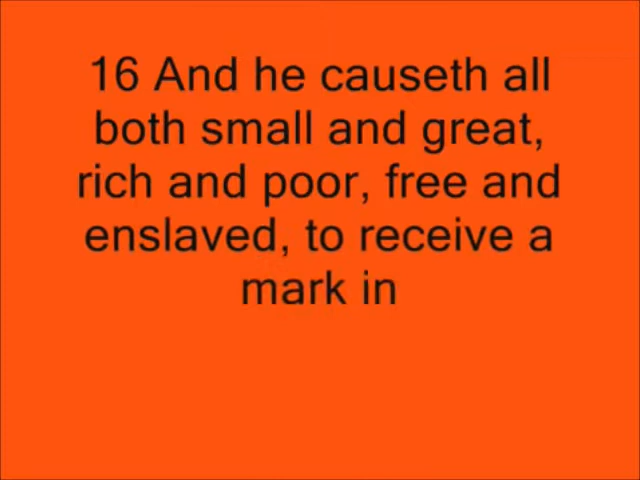 16 And he causeth all
both small and great,
rich and poor, free and
enslaved, to receive a
mark in